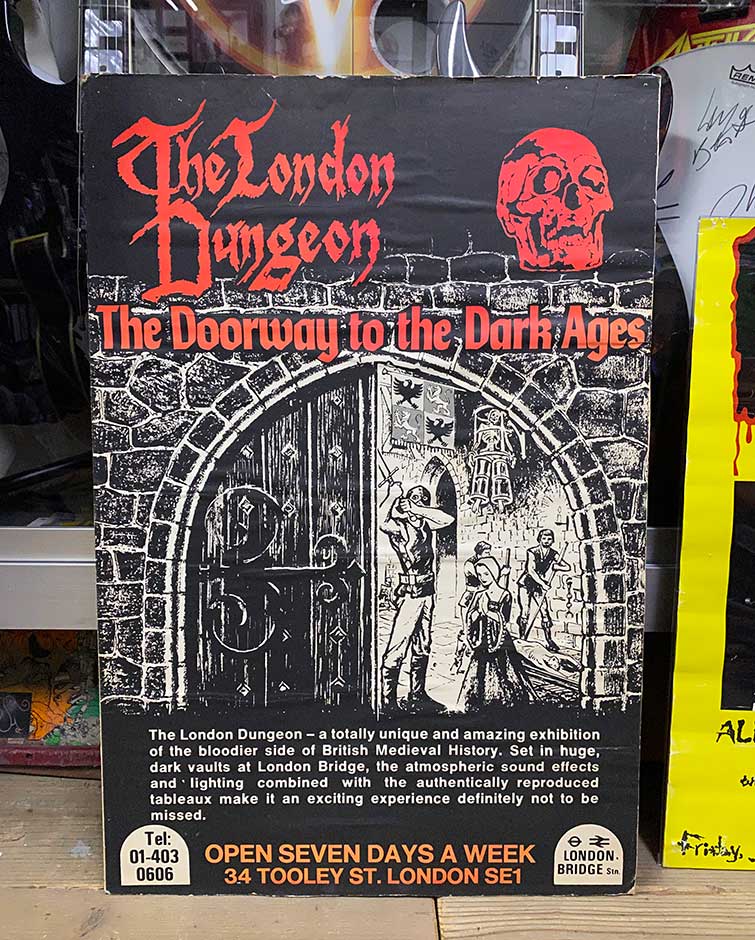 The London
Dungeon
The Doorway to the Dark Ages
The London Dungeon – a totally unique and amazing exhibition
of the bloodier side of British Medieval History. Set in huge,
dark vaults at London Bridge, the atmospheric sound effects
and lighting combined with the authentically reproduced
tableaux make it an exciting experience definitely not to be
missed.
Tel:
01-403
0606
OPEN SEVEN DAYS A WEEK
34 TOOLEY ST. LONDON SE1
LONDON
BRIDGE Stn.
Friday,